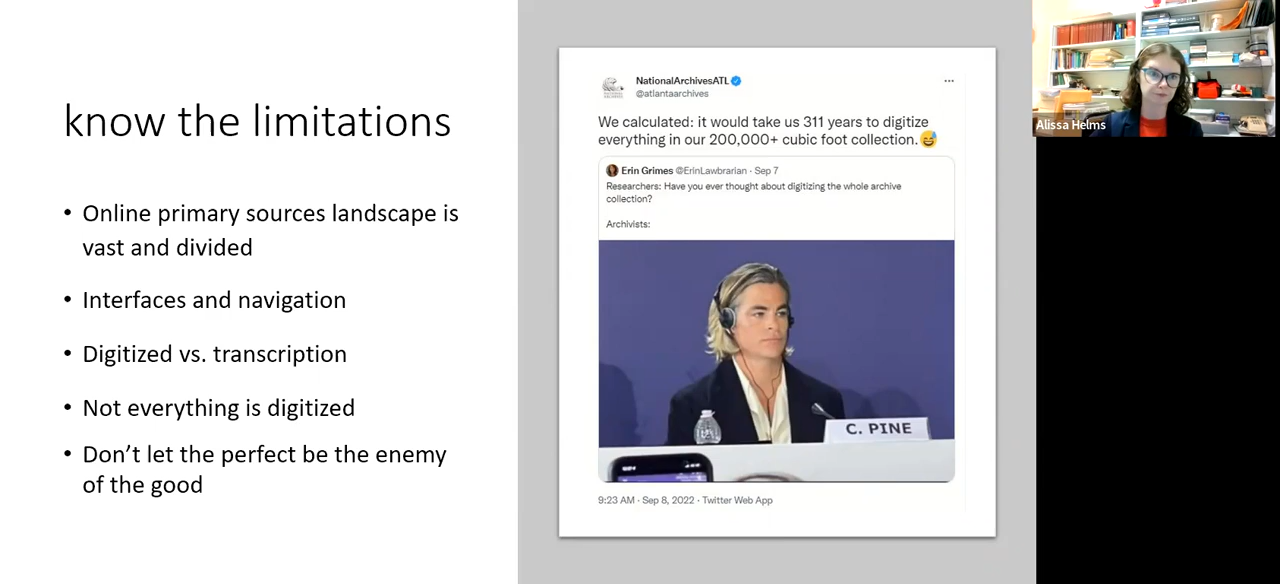 know the limitations
• Online primary sources landscape is
vast and divided
• Interfaces and navigation
• Digitized vs. transcription
• Not everything is digitized
• Don’t let the perfect be the enemy
of the good
NationalArchivesATL
@atlantaarchives
We calculated: it would take us 311 years to digitize
everything in our 200,000+ cubic foot collection.😅
Erin Grimes @ErinLawbrarian · Sep 7
Researchers: Have you ever thought about digitizing the whole archive
collection?
Archivists:
C. PINE
9:23 AM · Sep 8, 2022 · Twitter Web App
Alissa Helms